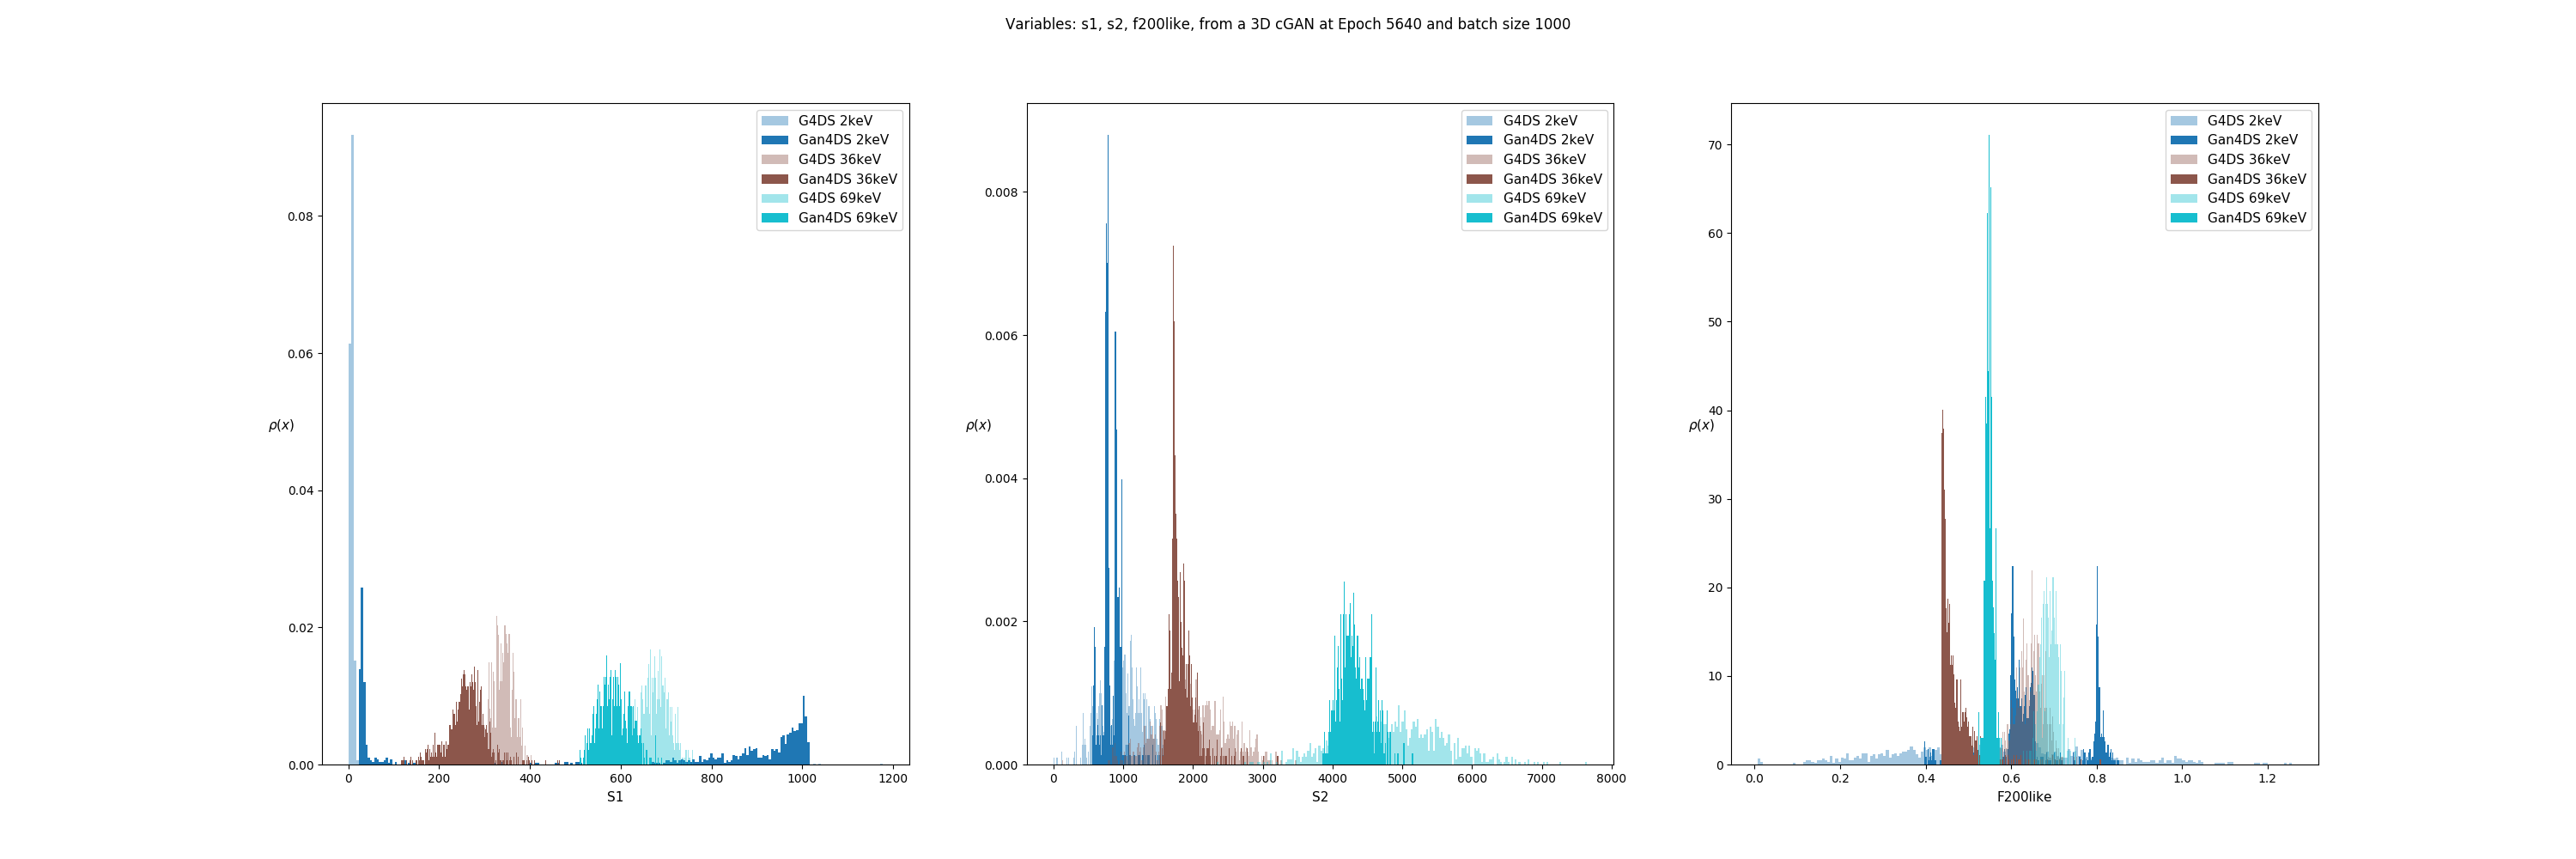 Variables: s1, s2, f200like, from a 3D cGAN at Epoch 5640 and batch size 1000
G4DS 2keV
Gan4DS 2keV
G4DS 36keV
Gan4DS 36keV
G4DS 69keV
Gan4DS 69keV
0.08
0.06
0.04
0.02
0.00
ρ(x)
0 200 400 600 800 1000 1200
S1
G4DS 2keV
Gan4DS 2keV
G4DS 36keV
Gan4DS 36keV
G4DS 69keV
Gan4DS 69keV
0.008
0.006
0.004
0.002
0.000
ρ(x)
0 1000 2000 3000 4000 5000 6000 7000 8000
S2
G4DS 2keV
Gan4DS 2keV
G4DS 36keV
Gan4DS 36keV
G4DS 69keV
Gan4DS 69keV
70
60
50
40
30
20
10
0
ρ(x)
0.0 0.2 0.4 0.6 0.8 1.0 1.2
F200like